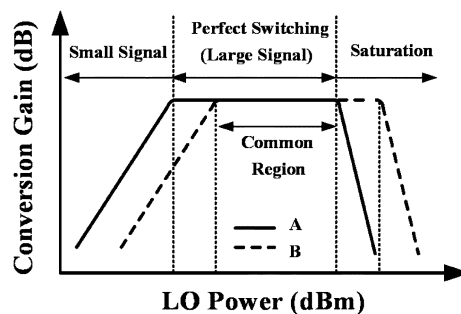 Perfect Switching
Small Signal
(Large Signal)
Saturation
Common
Region
A
B
Conversion Gain (dB)
LO Power (dBm)